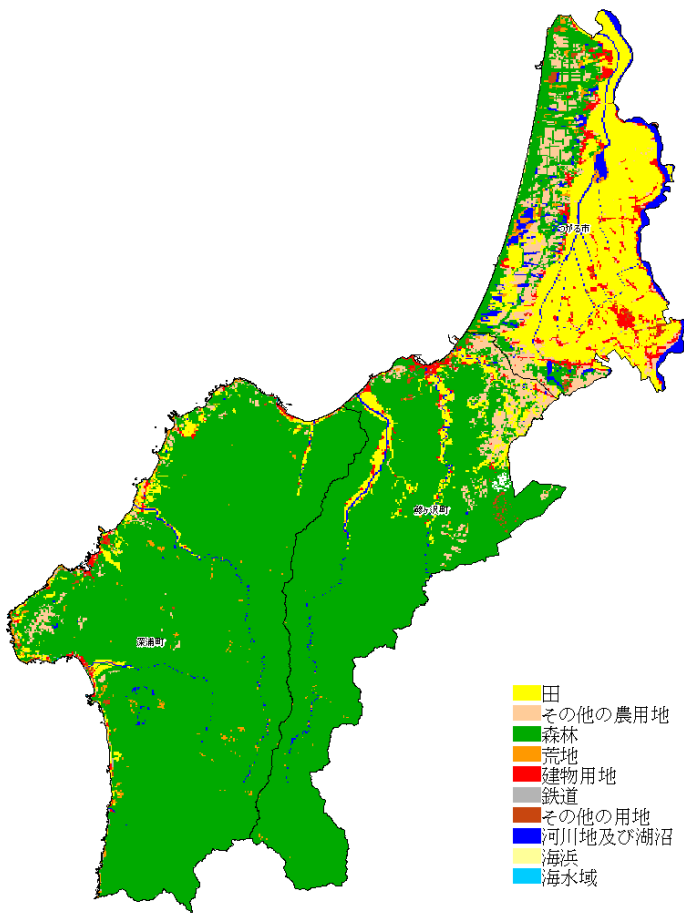 つがる市
鯵ヶ沢町
深浦町
田
その他の農用地
森林
荒地
建物用地
鉄道
その他の用地
河川地及び湖沼
海浜
海水域